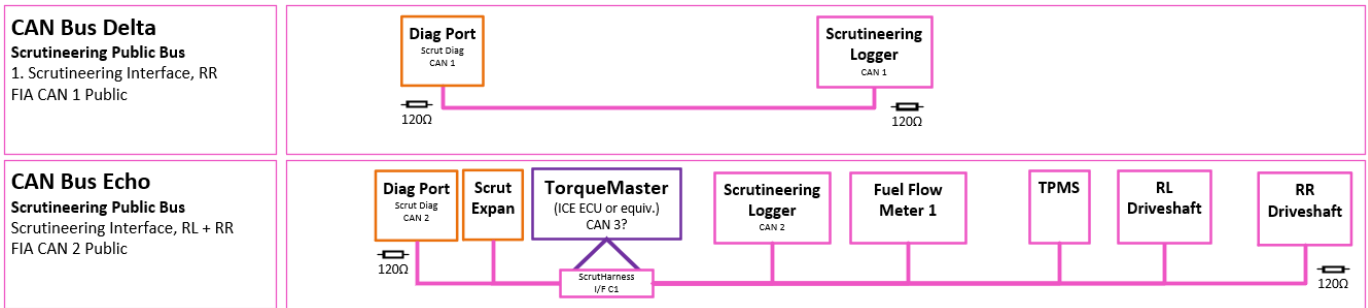 CAN Bus Delta
Scrutineering Public Bus
1. Scrutineering Interface, RR
FIA CAN 1 Public
Diag Port
Scrut Diag
CAN 1
Scrutineering
Logger
CAN 1
120Ω
120Ω
CAN Bus Echo
Scrutineering Public Bus
Scrutineering Interface, RL + RR
FIA CAN 2 Public
Diag Port
Scrut Diag
CAN 2
Scrut
Expan
TorqueMaster
(ICE ECU or equiv.)
CAN 3?
Scrutineering
Logger
CAN 2
Fuel Flow
Meter 1
TPMS
RL
Driveshaft
RR
Driveshaft
120Ω
ScrutHarness
I/F C1
120Ω